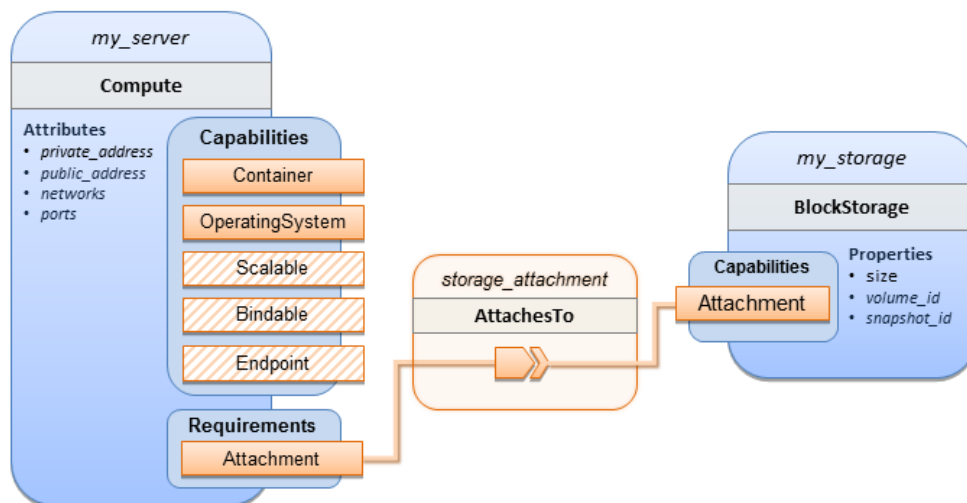 my_server
Compute
Attributes
• private_address
• public_address
• networks
• ports
Capabilities
Container
OperatingSystem
Scalable
Bindable
Endpoint
Requirements
Attachment
storage_attachment
AttachesTo
my_storage
BlockStorage
Capabilities
Attachment
Properties
• size
• volume_id
• snapshot_id